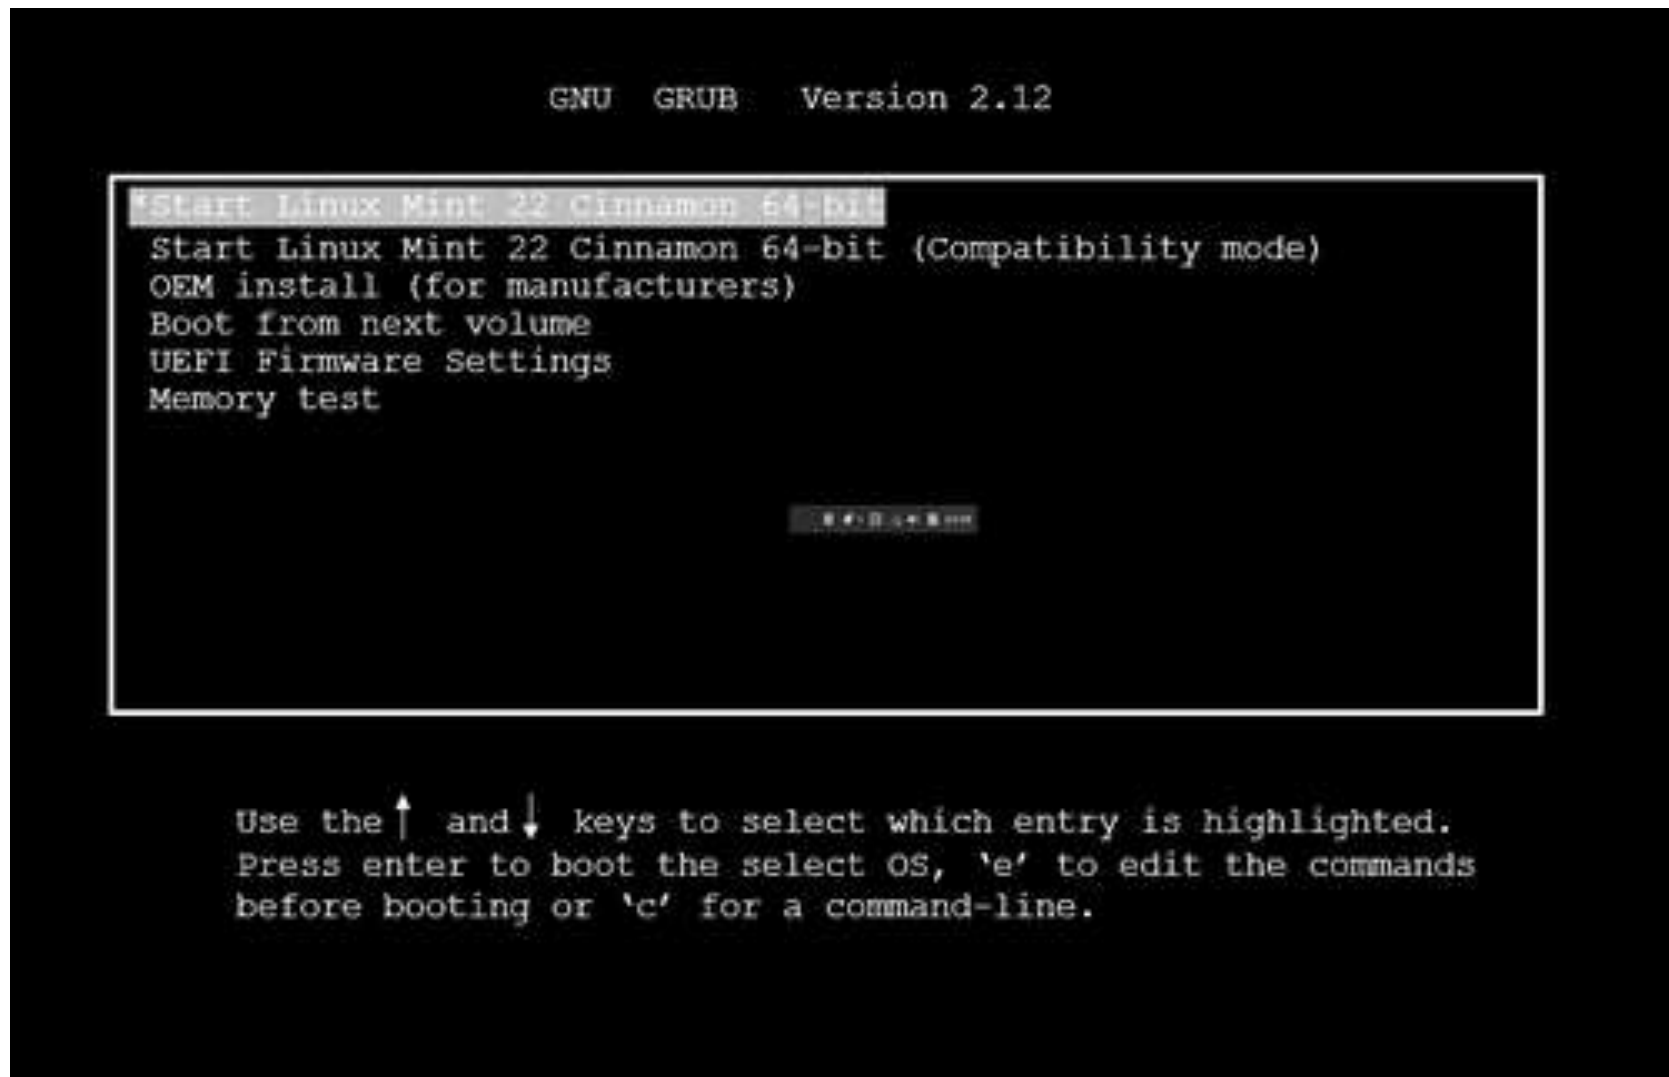 GNU GRUB Version 2.12
*Start Linux Mint 22 Cinnamon 64-bit
Start Linux Mint 22 Cinnamon 64-bit (Compatibility mode)
OEM install (for manufacturers)
Boot from next volume
UEFI Firmware Settings
Memory test
Use the ↑ and ↓ keys to select which entry is highlighted.
Press enter to boot the select OS, ‘e’ to edit the commands
before booting or ‘c’ for a command-line.